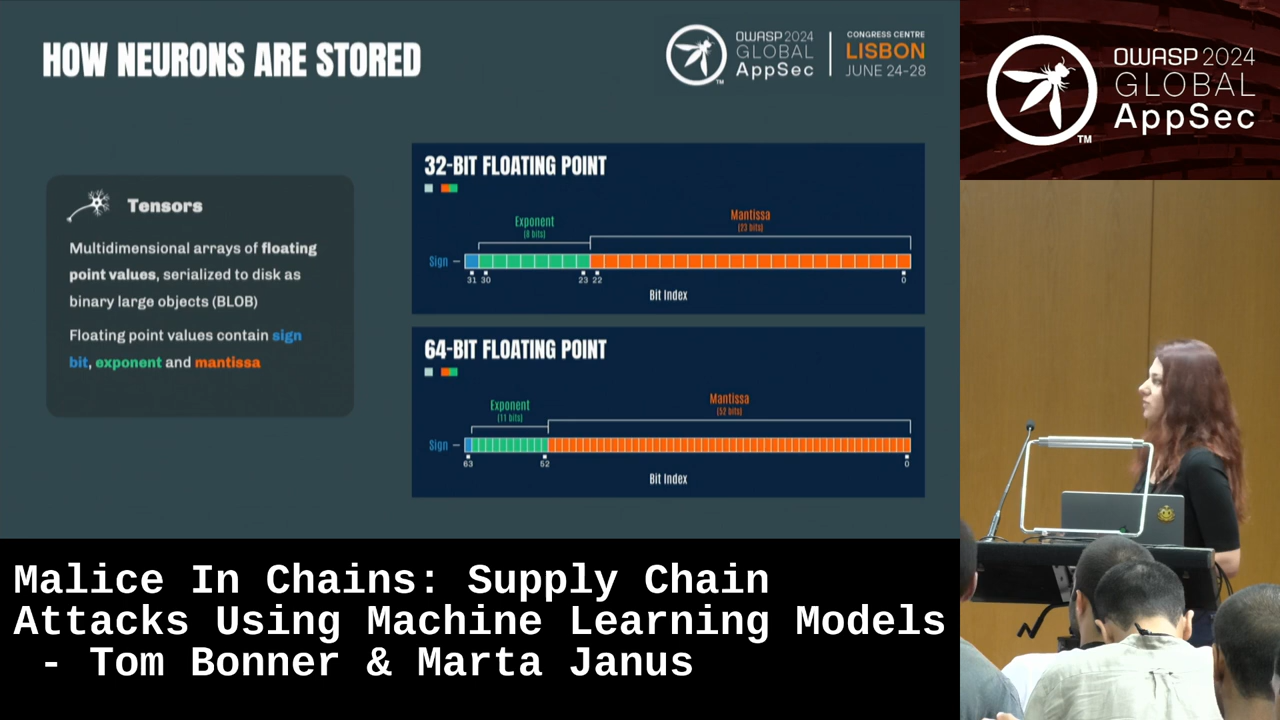 HOW NEURONS ARE STORED
OWASP 2024
GLOBAL
AppSec
TM
CONGRESS CENTRE
LISBON
JUNE 24-28
OWASP 2024
GLOBAL
AppSec
TM
Tensors
Multidimensional arrays of floating
point values, serialized to disk as
binary large objects (BLOB)
Floating point values contain sign
bit, exponent and mantissa
32-BIT FLOATING POINT
Exponent
(8 bits)
Mantissa
(23 bits)
Sign
31 30 23 22 0
Bit Index
64-BIT FLOATING POINT
Exponent
(11 bits)
Mantissa
(52 bits)
Sign
63 52 0
Bit Index
Malice In Chains: Supply Chain
Attacks Using Machine Learning Models
- Tom Bonner & Marta Janus